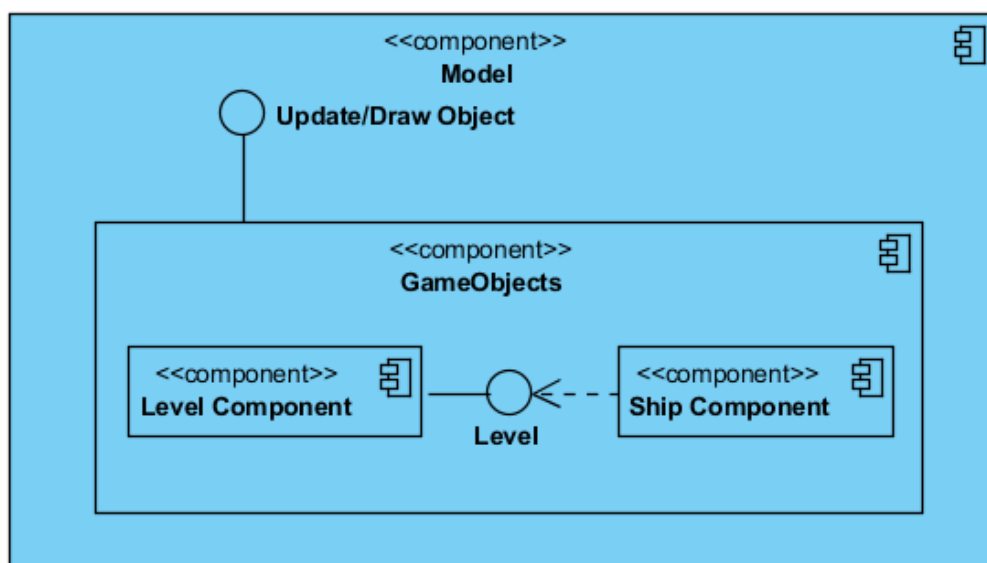 <<component>>
Model
Update/Draw Object
<<component>>
GameObjects
<<component>>
Level Component
Level
<<component>>
Ship Component